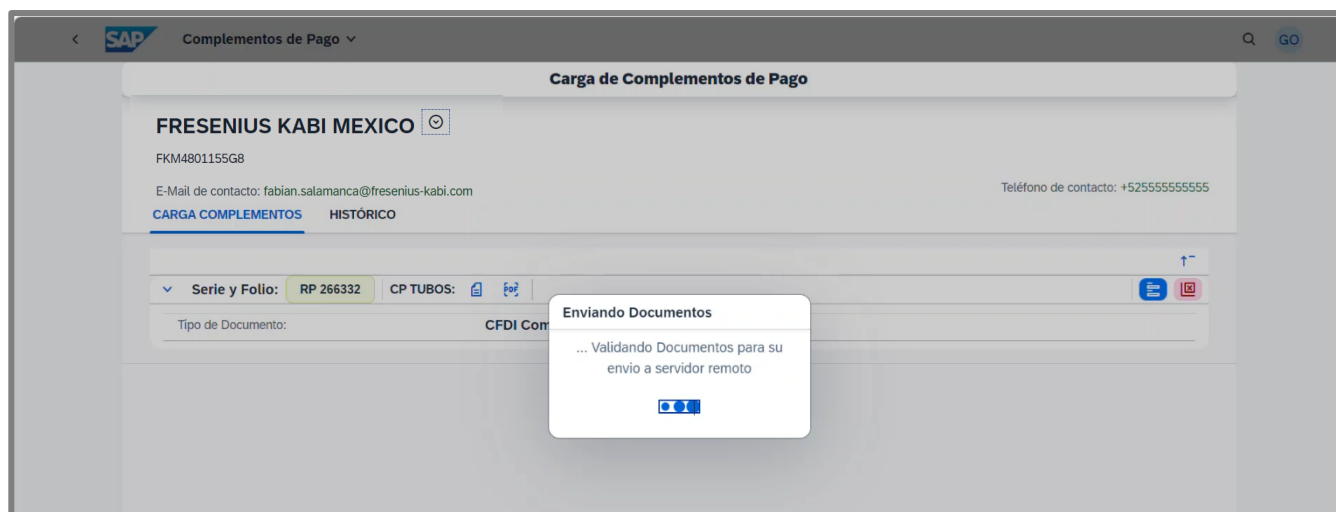 SAP Complementos de Pago GO
Carga de Complementos de Pago
FRESENIUS KABI MEXICO
FKM4801155G8
E-Mail de contacto: fabian.salamanca@fresenius-kabi.com Teléfono de contacto: +525555555555
CARGA COMPLEMENTOS HISTÓRICO
Serie y Folio: RP 266332 CP TUBOS: PDF
Tipo de Documento: CFDI Com
Enviando Documentos
... Validando Documentos para su
envio a servidor remoto